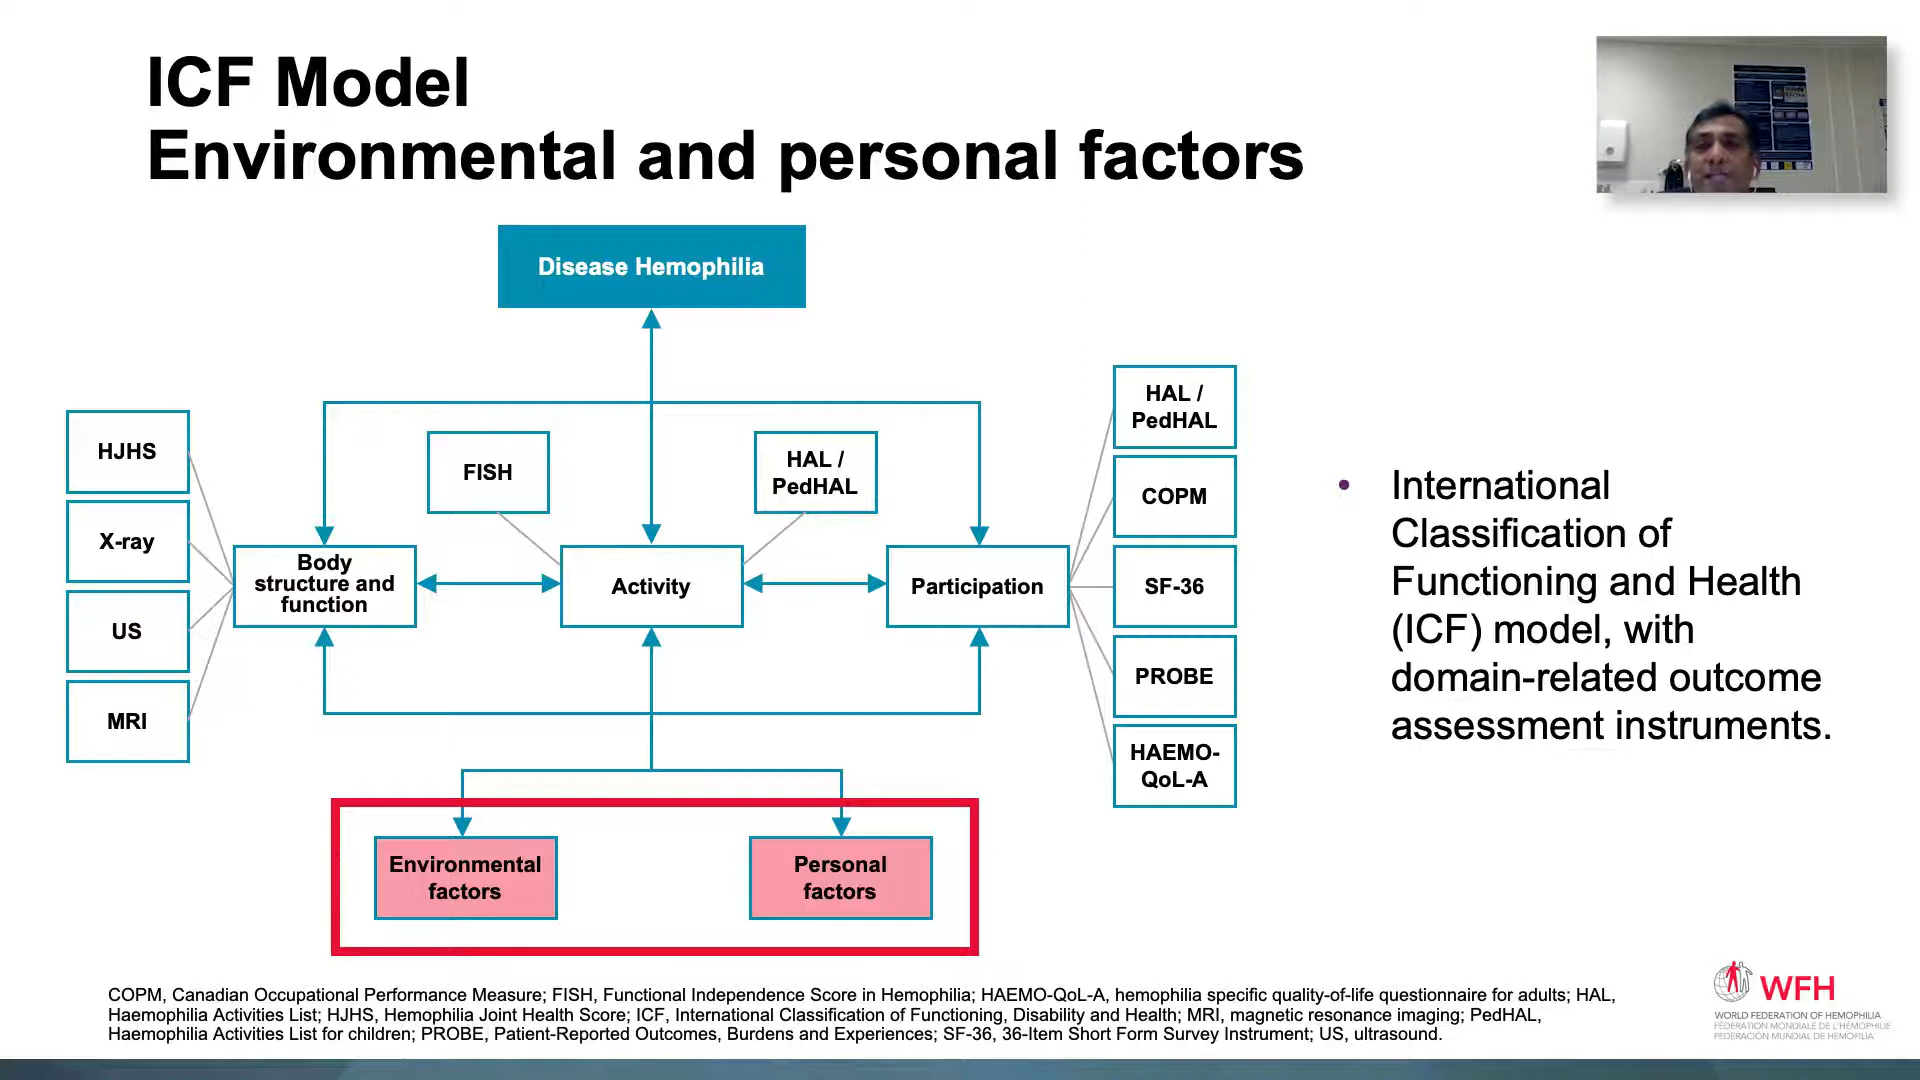 ICF Model
Environmental and personal factors
Disease Hemophilia
HJHS
X-ray
US
MRI
FISH
HAL /
PedHAL
Body
structure and
function
Activity
Participation
HAL /
PedHAL
COPM
SF-36
PROBE
HAEMO-
QoL-A
Environmental
factors
Personal
factors
• International
Classification of
Functioning and Health
(ICF) model, with
domain-related outcome
assessment instruments.
COPM, Canadian Occupational Performance Measure; FISH, Functional Independence Score in Hemophilia; HAEMO-QoL-A, hemophilia specific quality-of-life questionnaire for adults; HAL,
Haemophilia Activities List; HJHS, Hemophilia Joint Health Score; ICF, International Classification of Functioning, Disability and Health; MRI, magnetic resonance imaging; PedHAL,
Haemophilia Activities List for children; PROBE, Patient-Reported Outcomes, Burdens and Experiences; SF-36, 36-Item Short Form Survey Instrument; US, ultrasound.
WFH
WORLD FEDERATION OF HEMOPHILIA
FÉDÉRATION MONDIALE DE L'HÉMOPHILIE
FEDERACIÓN MUNDIAL DE HEMOFILIA